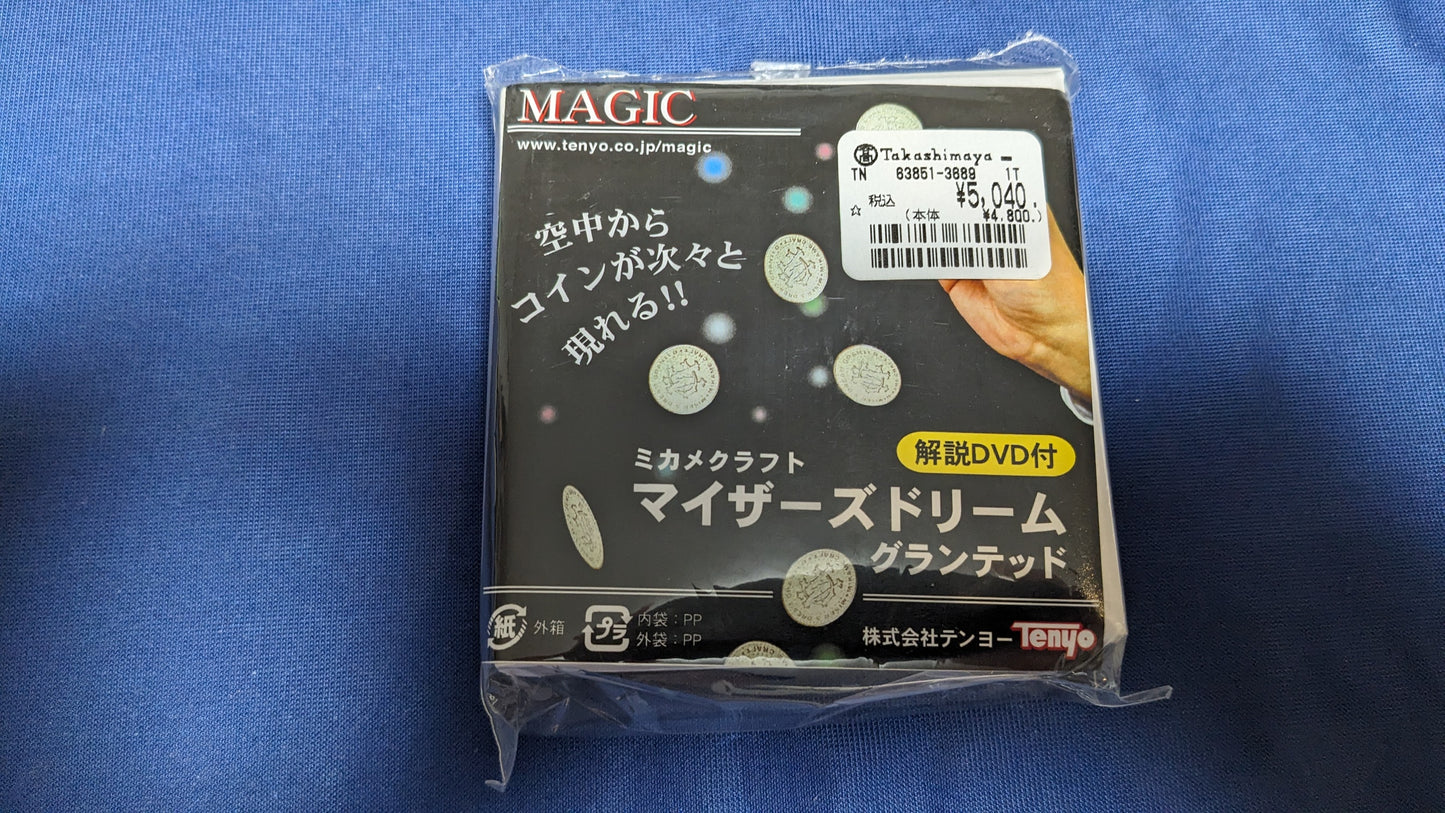 MAGIC
www.tenyo.co.jp/magic
空中から
コインが次々と
現れる!!
Takashimaya
TN 63851-3889 1T
☆ 税込 ¥5,040.
(本体 ¥4,800.)
解説DVD付
ミカメクラフト
マイザーズドリーム
グランテッド
紙 外箱
プラ 内袋:PP
外袋:PP
株式会社テンヨー Tenyo